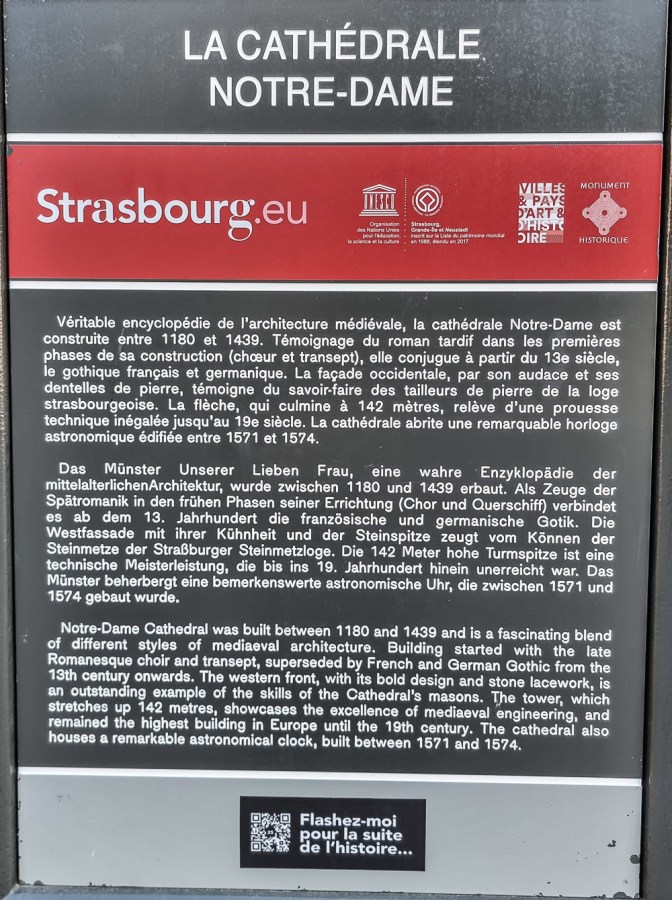 LA CATHÉDRALE
NOTRE-DAME
Strasbourg.eu
UNESCO
Organisation
des Nations Unies
pour l'éducation,
la science et la culture
Strasbourg,
Grande-Île et Neustadt
inscrit sur la Liste du patrimoine mondial
en 1988, étendu en 2017
VILLES
& PAYS
D'ART &
D'HISTO
IRE
MONUMENT
HISTORIQUE
Véritable encyclopédie de l'architecture médiévale, la cathédrale Notre-Dame est
construite entre 1180 et 1439. Témoignage du roman tardif dans les premières
phases de sa construction (chœur et transept), elle conjugue à partir du 13e siècle,
le gothique français et germanique. La façade occidentale, par son audace et ses
dentelles de pierre, témoigne du savoir-faire des tailleurs de pierre de la loge
strasbourgeoise. La flèche, qui culmine à 142 mètres, relève d'une prouesse
technique inégalée jusqu'au 19e siècle. La cathédrale abrite une remarquable horloge
astronomique édifiée entre 1571 et 1574.
Das Münster Unserer Lieben Frau, eine wahre Enzyklopädie der
mittelalterlichenArchitektur, wurde zwischen 1180 und 1439 erbaut. Als Zeuge der
Spätromanik in den frühen Phasen seiner Errichtung (Chor und Querschiff) verbindet
es ab dem 13. Jahrhundert die französische und germanische Gotik. Die
Westfassade mit ihrer Kühnheit und der Steinspitze zeugt vom Können der
Steinmetze der Straßburger Steinmetzloge. Die 142 Meter hohe Turmspitze ist eine
technische Meisterleistung, die bis ins 19. Jahrhundert hinein unerreicht war. Das
Münster beherbergt eine bemerkenswerte astronomische Uhr, die zwischen 1571 und
1574 gebaut wurde.
Notre-Dame Cathedral was built between 1180 and 1439 and is a fascinating blend
of different styles of mediaeval architecture. Building started with the late
Romanesque choir and transept, superseded by French and German Gothic from the
13th century onwards. The western front, with its bold design and stone lacework, is
an outstanding example of the skills of the Cathedral's masons. The tower, which
stretches up 142 metres, showcases the excellence of mediaeval engineering, and
remained the highest building in Europe until the 19th century. The cathedral also
houses a remarkable astronomical clock, built between 1571 and 1574.
Flashez-moi
pour la suite
de l'histoire...